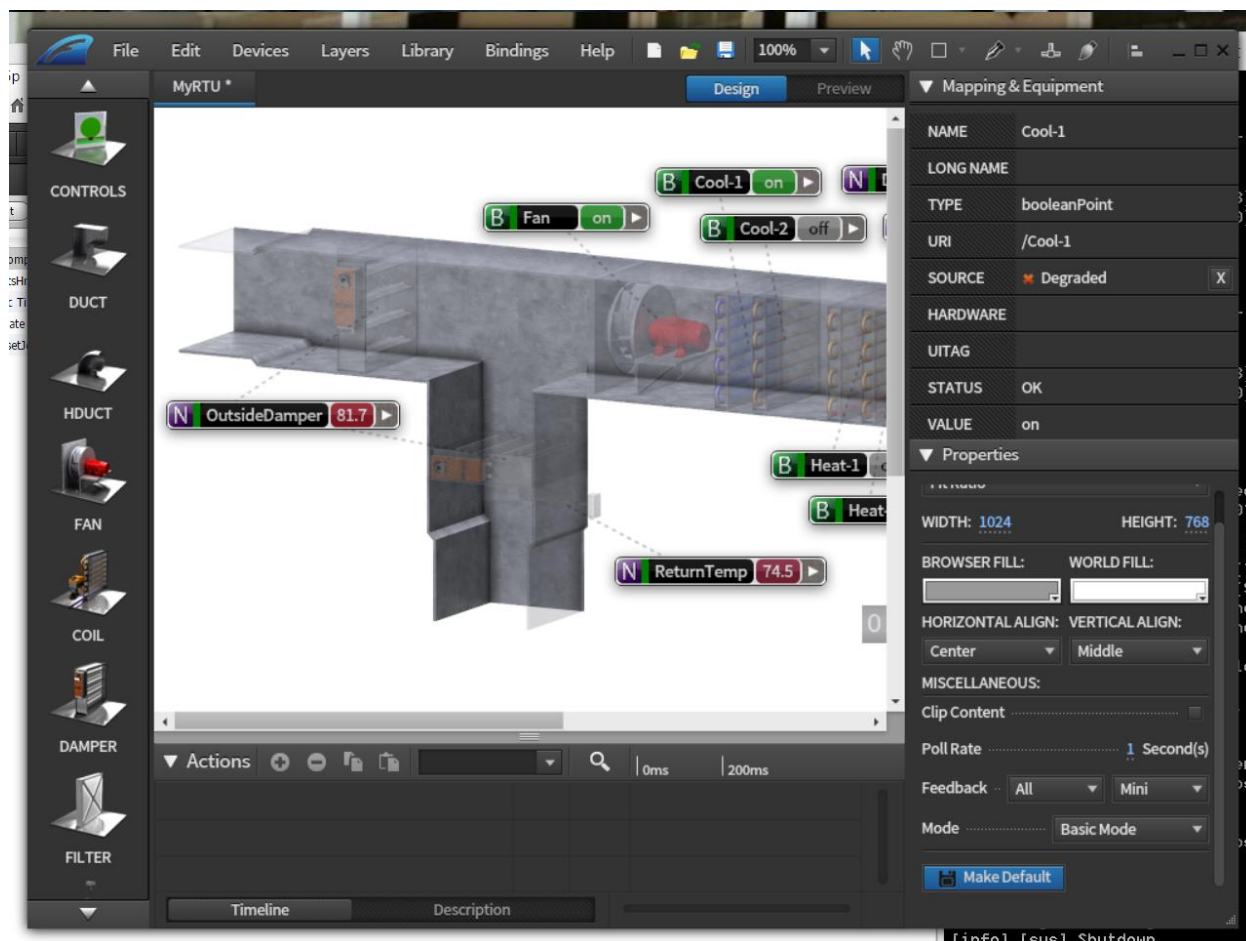 File Edit Devices Layers Library Bindings Help 100%
MyRTU *
Design Preview
CONTROLS
DUCT
HDUCT
FAN
COIL
DAMPER
FILTER
B Cool-1 on
N
B Fan on
B Cool-2 off
N OutsideDamper 81.7
B Heat-1
B Heat-
N ReturnTemp 74.5
0
Actions
0ms 200ms
Timeline Description
Mapping & Equipment
NAME Cool-1
LONG NAME
TYPE booleanPoint
URI /Cool-1
SOURCE Degraded X
HARDWARE
UITAG
STATUS OK
VALUE on
Properties
WIDTH: 1024 HEIGHT: 768
BROWSER FILL: WORLD FILL:
HORIZONTAL ALIGN: VERTICAL ALIGN:
Center Middle
MISCELLANEOUS:
Clip Content
Poll Rate 1 Second(s)
Feedback All Mini
Mode Basic Mode
Make Default
[info] [sys] Shutdown